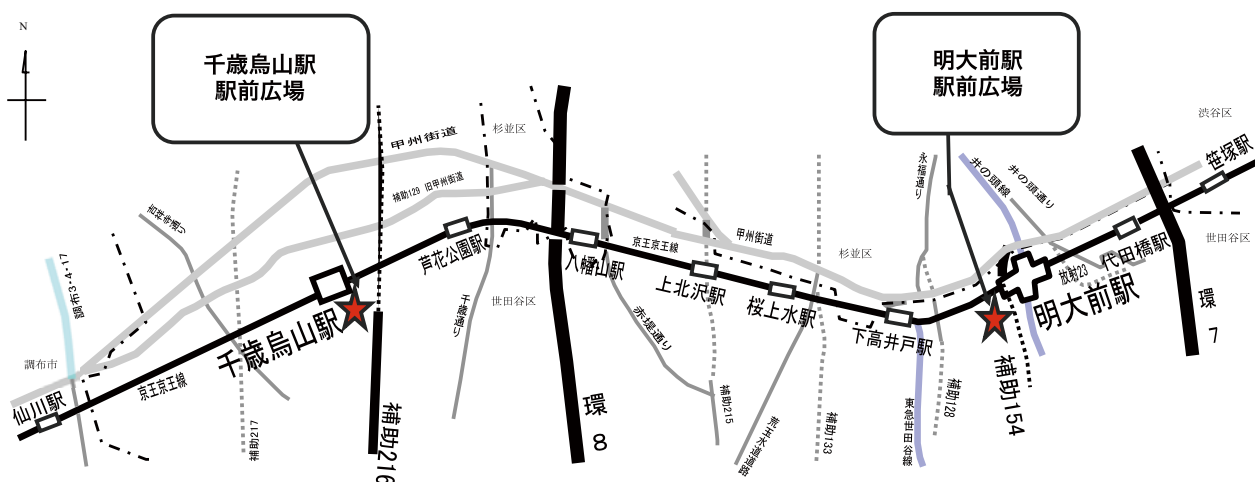 N
千歳烏山駅
駅前広場
明大前駅
駅前広場
渋谷区
杉並区
甲州街道
笹塚駅
永福通り
井の頭線
井の頭通り
補助129 旧甲州街道
吉祥寺通り
芦花公園駅
八幡山駅
京王京王線
甲州街道
杉並区
世田谷区
代田橋駅
放射23
調布3・4・17
上北沢駅
桜上水駅
下高井戸駅
明大前駅
千歳烏山駅
千歳通り
世田谷区
赤堤通り
環7
調布市
京王京王線
仙川駅
補助217
補助216
環8
補助215
荒玉水道道路
補助133
東急世田谷線
補助128
補助154